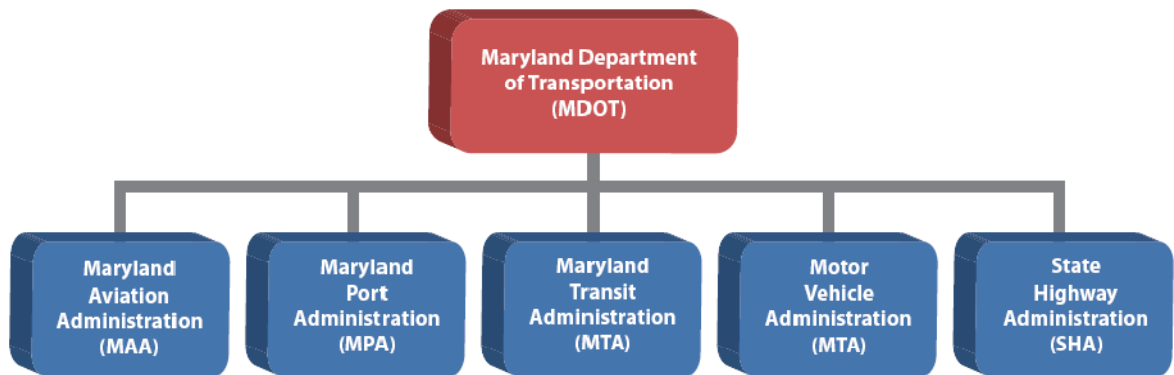 Maryland Department
of Transportation
(MDOT)
Maryland
Aviation
Administration
(MAA)
Maryland
Port
Administration
(MPA)
Maryland
Transit
Administration
(MTA)
Motor
Vehicle
Administration
(MTA)
State
Highway
Administration
(SHA)